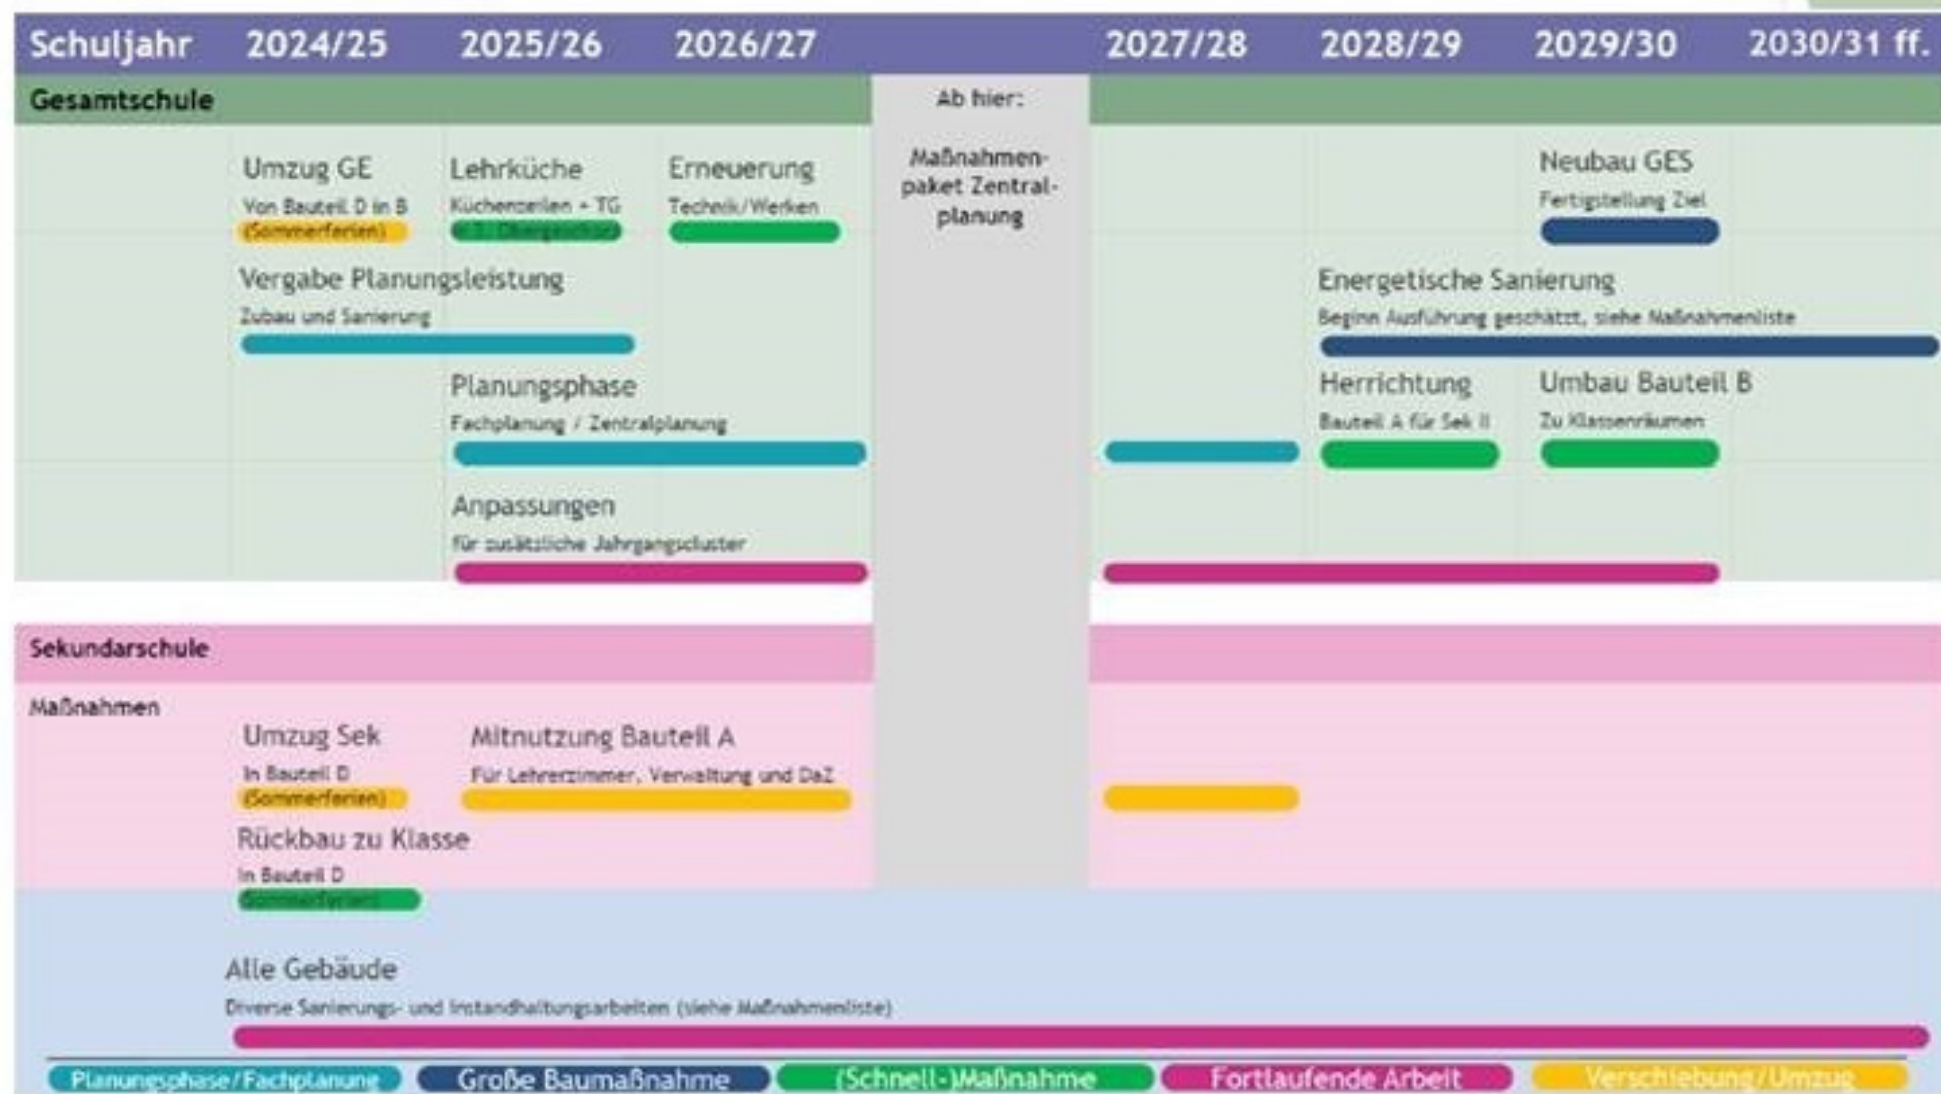 Schuljahr 2024/25 2025/26 2026/27 2027/28 2028/29 2029/30 2030/31 ff.
Gesamtschule
Ab hier:
Maßnahmen-
paket Zentral-
planung
Umzug GE
Von Bauteil D in B
(Sommerferien)
Lehrküche
Küchenzeilen + TG
Obergeschoss
Erneuerung
Technik/Werken
Neubau GES
Fertigstellung Ziel
Vergabe Planungsleistung
Zubau und Sanierung
Energetische Sanierung
Beginn Ausführung geschätzt, siehe Maßnahmenliste
Planungsphase
Fachplanung / Zentralplanung
Herrichtung
Bauteil A für Sek II
Umbau Bauteil B
Zu Klassenräumen
Anpassungen
für zusätzliche Jahrgangscluster
Sekundarschule
Maßnahmen
Umzug Sek
In Bauteil D
(Sommerferien)
Mitnutzung Bauteil A
Für Lehrerzimmer, Verwaltung und DaZ
Rückbau zu Klasse
In Bauteil D
(Sommerferien)
Alle Gebäude
Diverse Sanierungs- und Instandhaltungsarbeiten (siehe Maßnahmenliste)
Planungsphase/Fachplanung Große Baumaßnahme (Schnell-)Maßnahme Fortlaufende Arbeit Verschiebung/Umzug